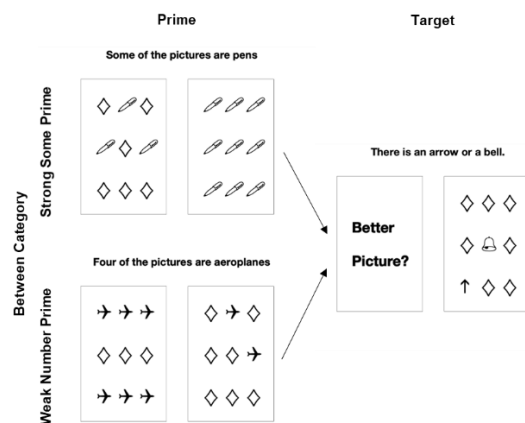 Prime
Target
Between Category
Strong Some Prime
Some of the pictures are pens
There is an arrow or a bell.
Better
Picture?
Weak Number Prime
Four of the pictures are aeroplanes